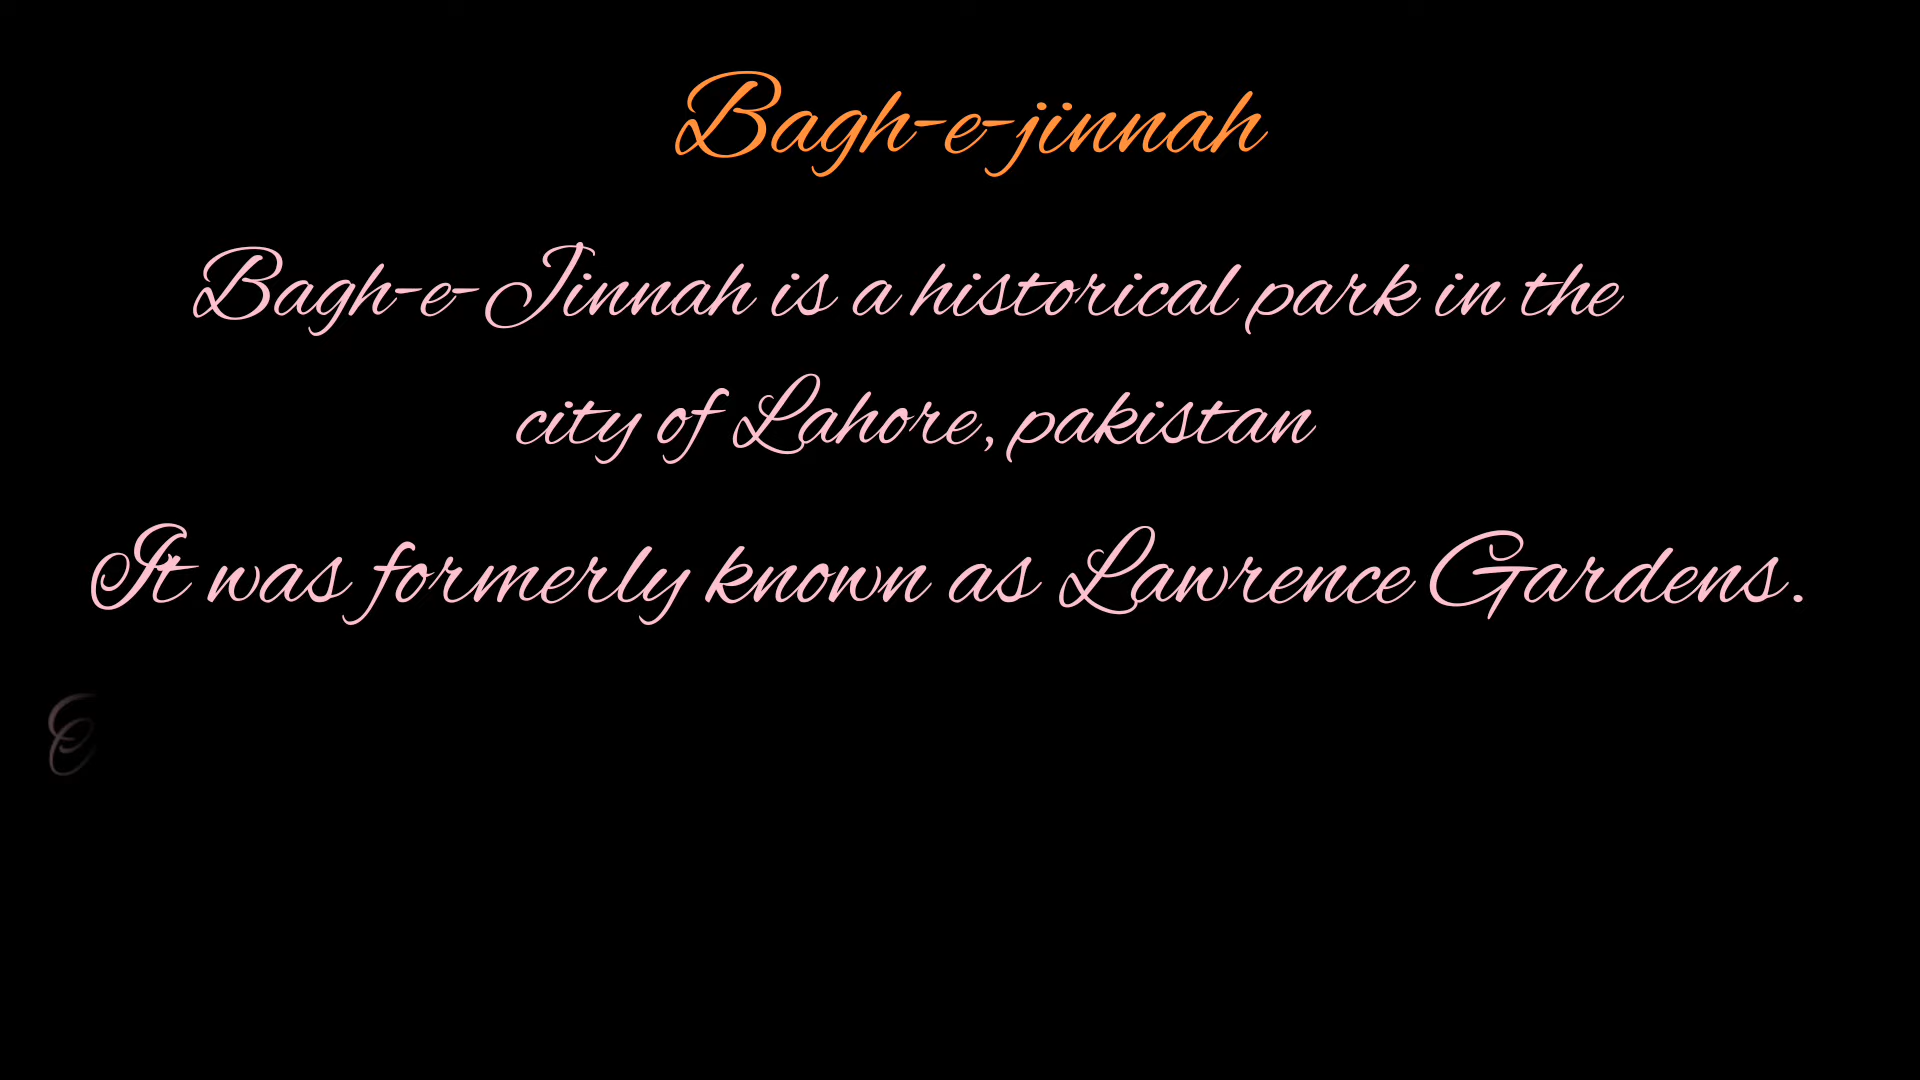 Bagh-e-jinnah
Bagh-e-Jinnah is a historical park in the
city of Lahore, pakistan
It was formerly known as Lawrence Gardens.